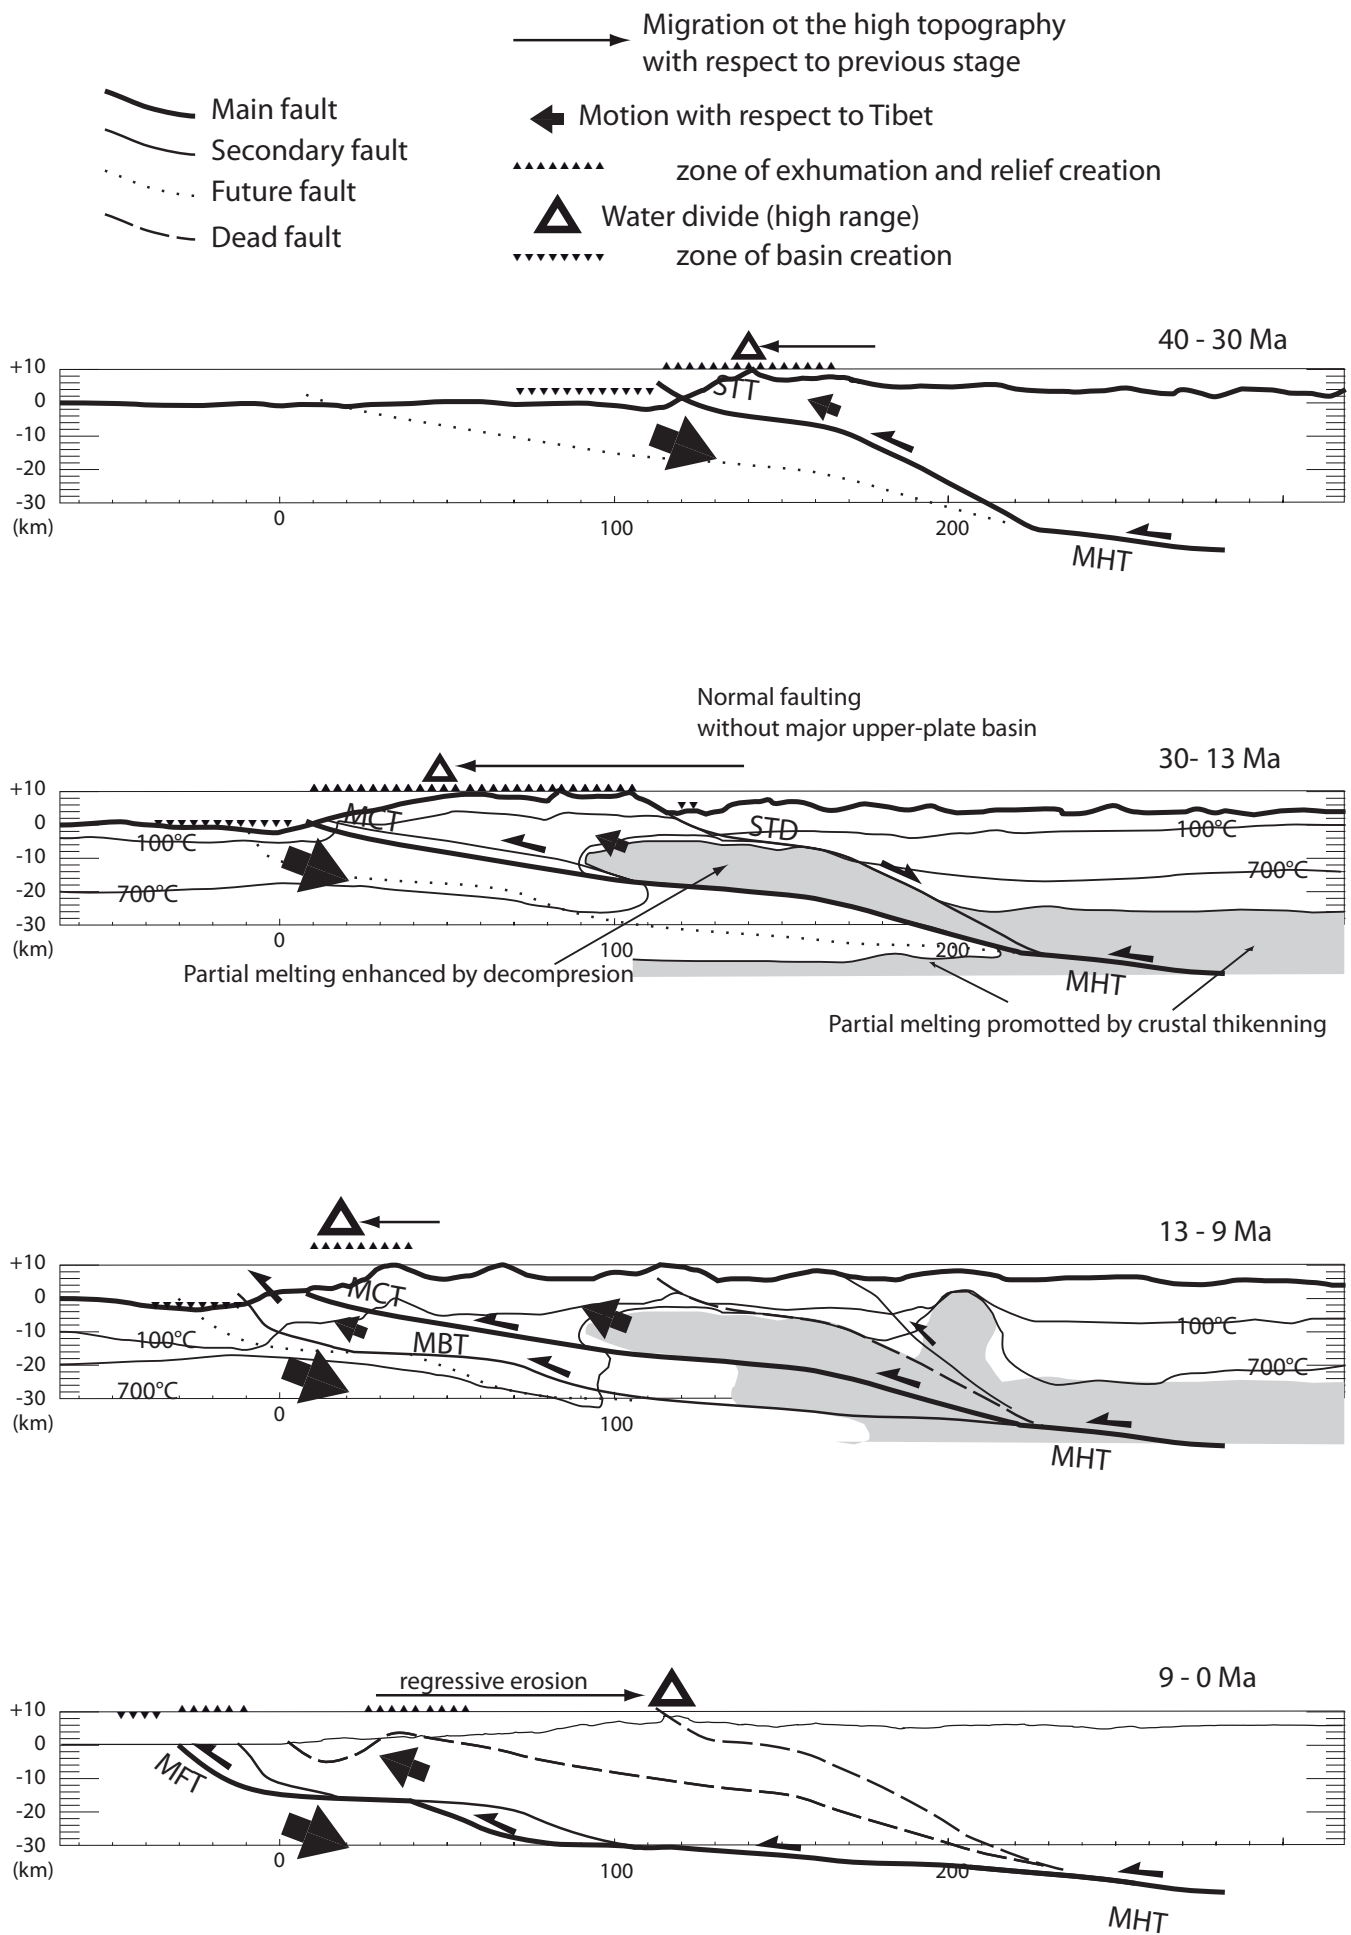 Migration ot the high topography
with respect to previous stage
Main fault
Motion with respect to Tibet
Secondary fault
zone of exhumation and relief creation
Future fault
Water divide (high range)
Dead fault
zone of basin creation
40 - 30 Ma
+10
0
-10
-20
-30
(km)
STT
0
100
200
MHT
Normal faulting
without major upper-plate basin
30- 13 Ma
+10
0
-10
-20
-30
(km)
MCT
STD
100°C
100°C
700°C
700°C
0
100
200
Partial melting enhanced by decompresion
MHT
Partial melting promotted by crustal thikenning
13 - 9 Ma
+10
0
-10
-20
-30
(km)
MCT
100°C
MBT
100°C
700°C
700°C
0
100
MHT
9 - 0 Ma
regressive erosion
+10
0
-10
-20
-30
(km)
MFT
0
100
200
MHT